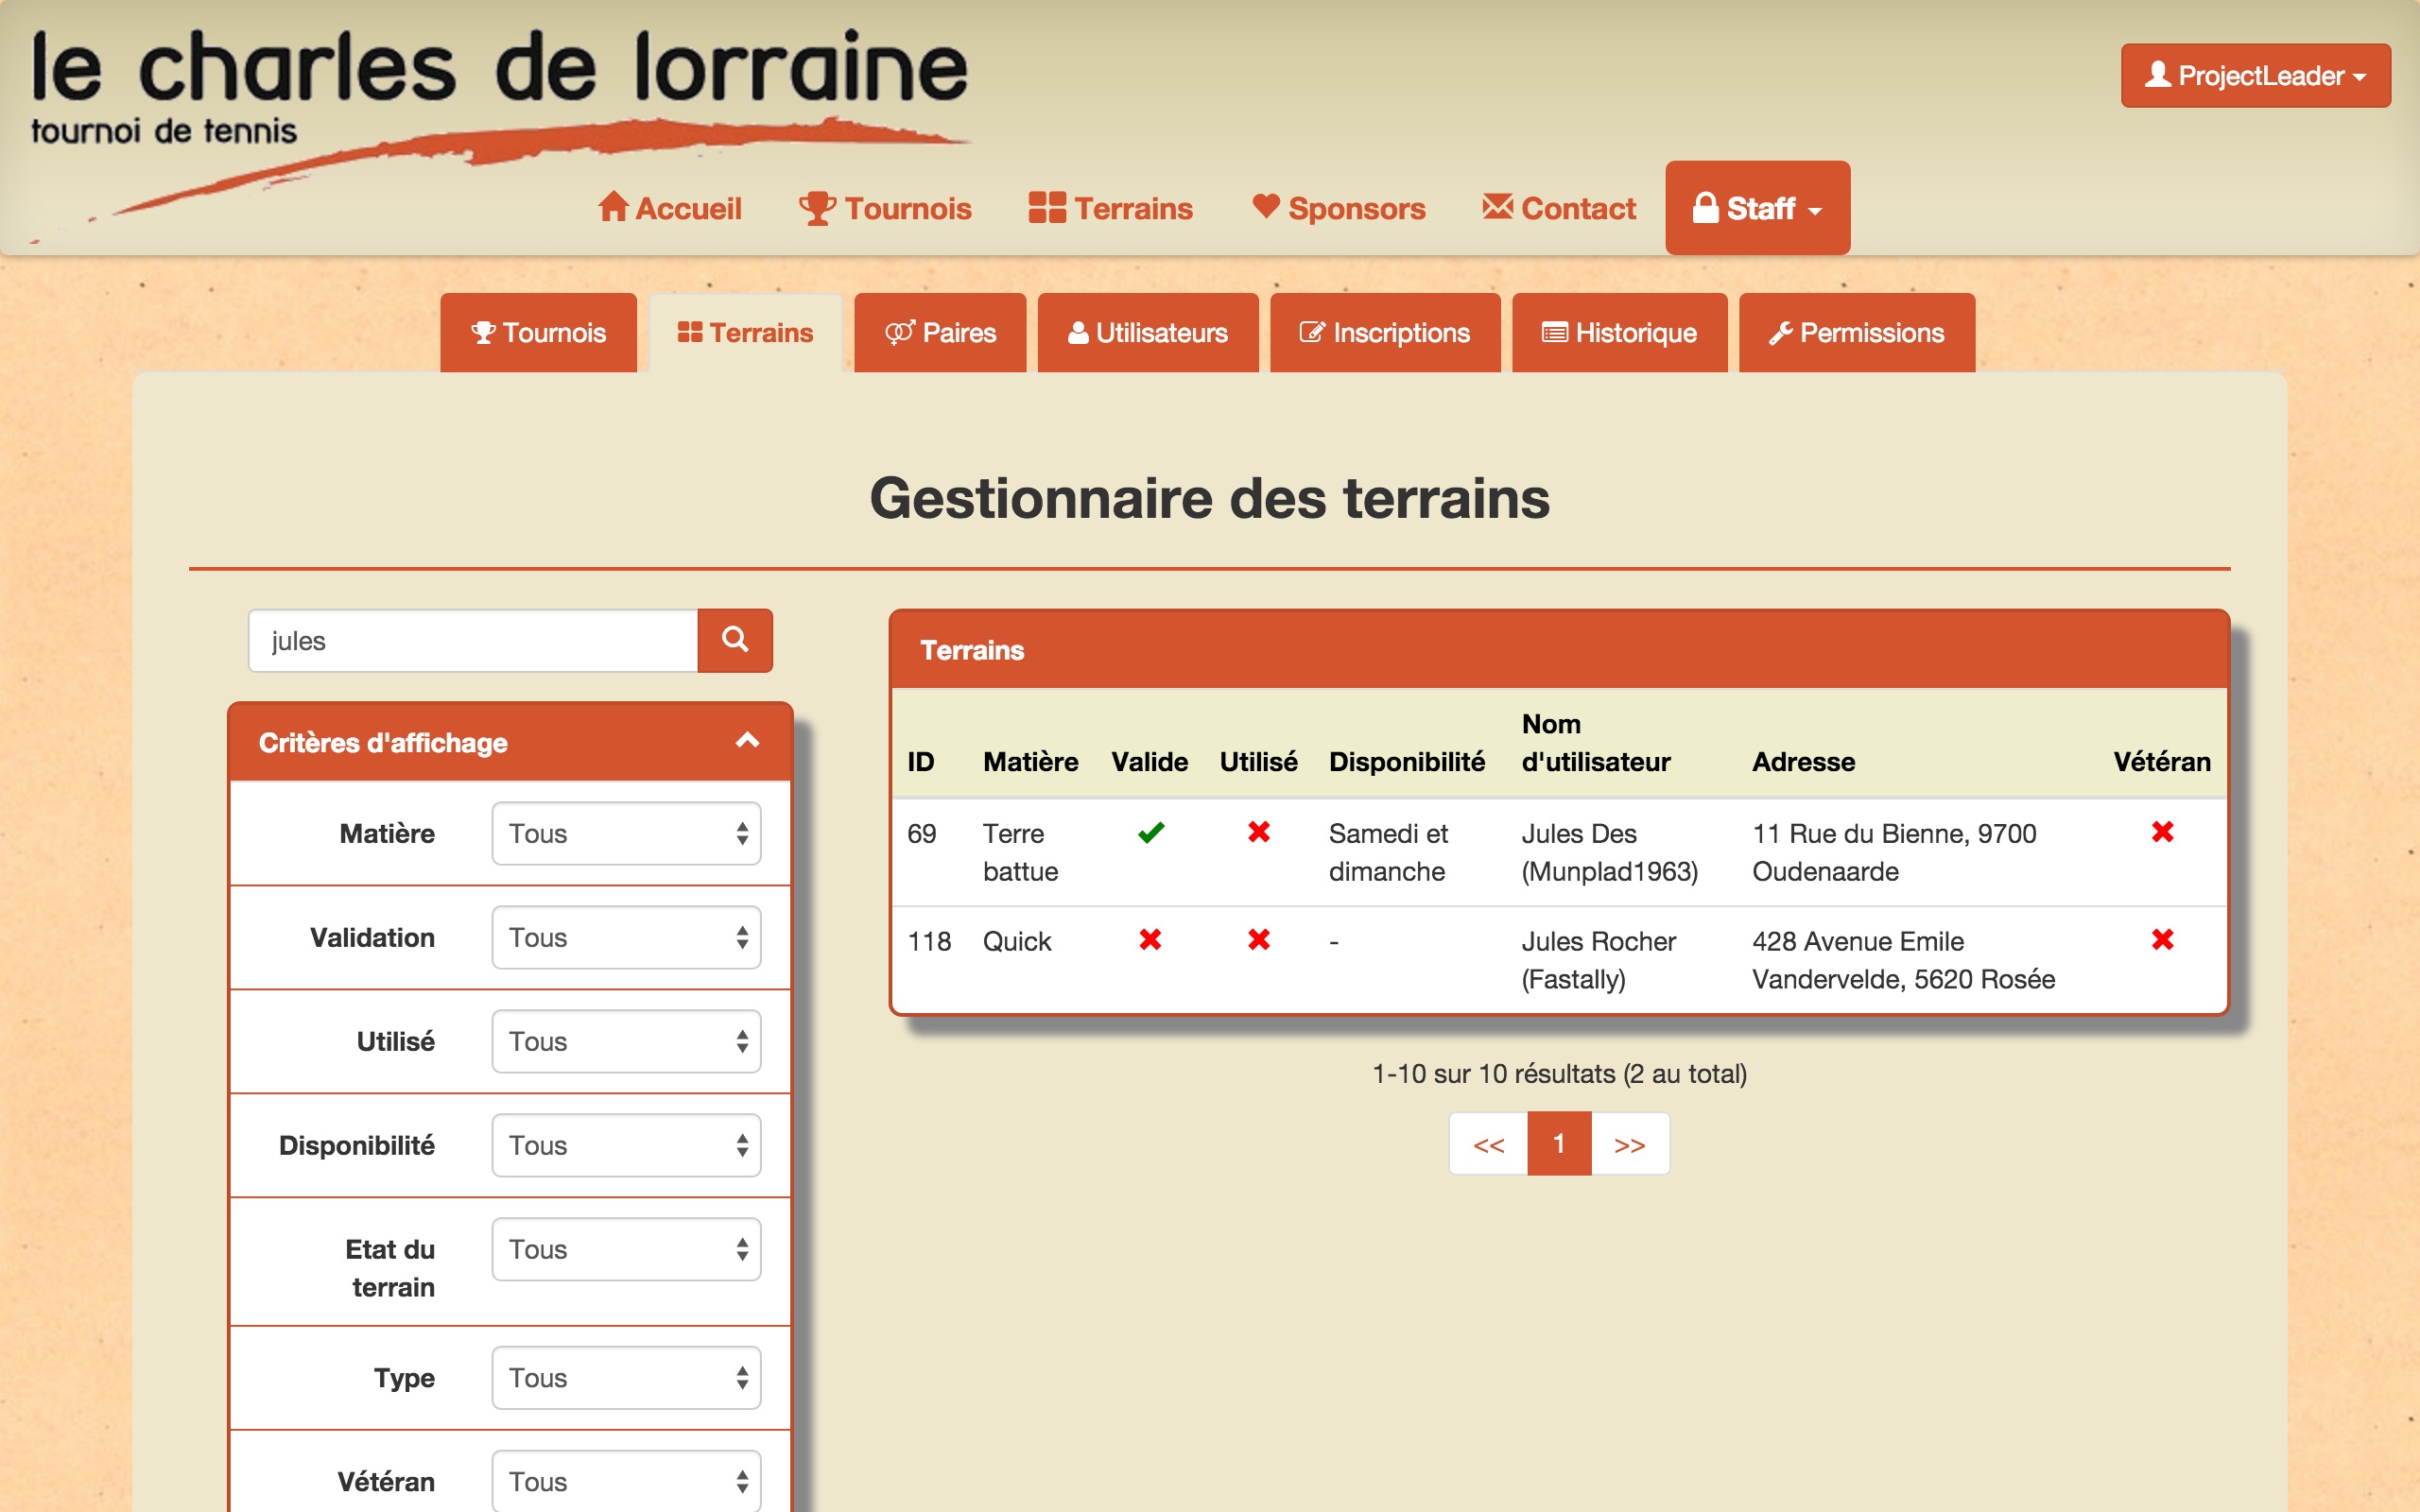 le charles de lorraine
tournoi de tennis
ProjectLeader
Accueil Tournois Terrains Sponsors Contact Staff
Tournois Terrains Paires Utilisateurs Inscriptions Historique Permissions
Gestionnaire des terrains
jules
Critères d'affichage
Matière Tous
Validation Tous
Utilisé Tous
Disponibilité Tous
Etat du Tous
terrain
Type Tous
Vétéran Tous
Terrains
Nom
ID Matière Valide Utilisé Disponibilité d'utilisateur Adresse Vétéran
69 Terre Samedi et Jules Des 11 Rue du Bienne, 9700
battue dimanche (Munplad1963) Oudenaarde
118 Quick - Jules Rocher 428 Avenue Emile
(Fastally) Vandervelde, 5620 Rosée
1-10 sur 10 résultats (2 au total)
<< 1 >>